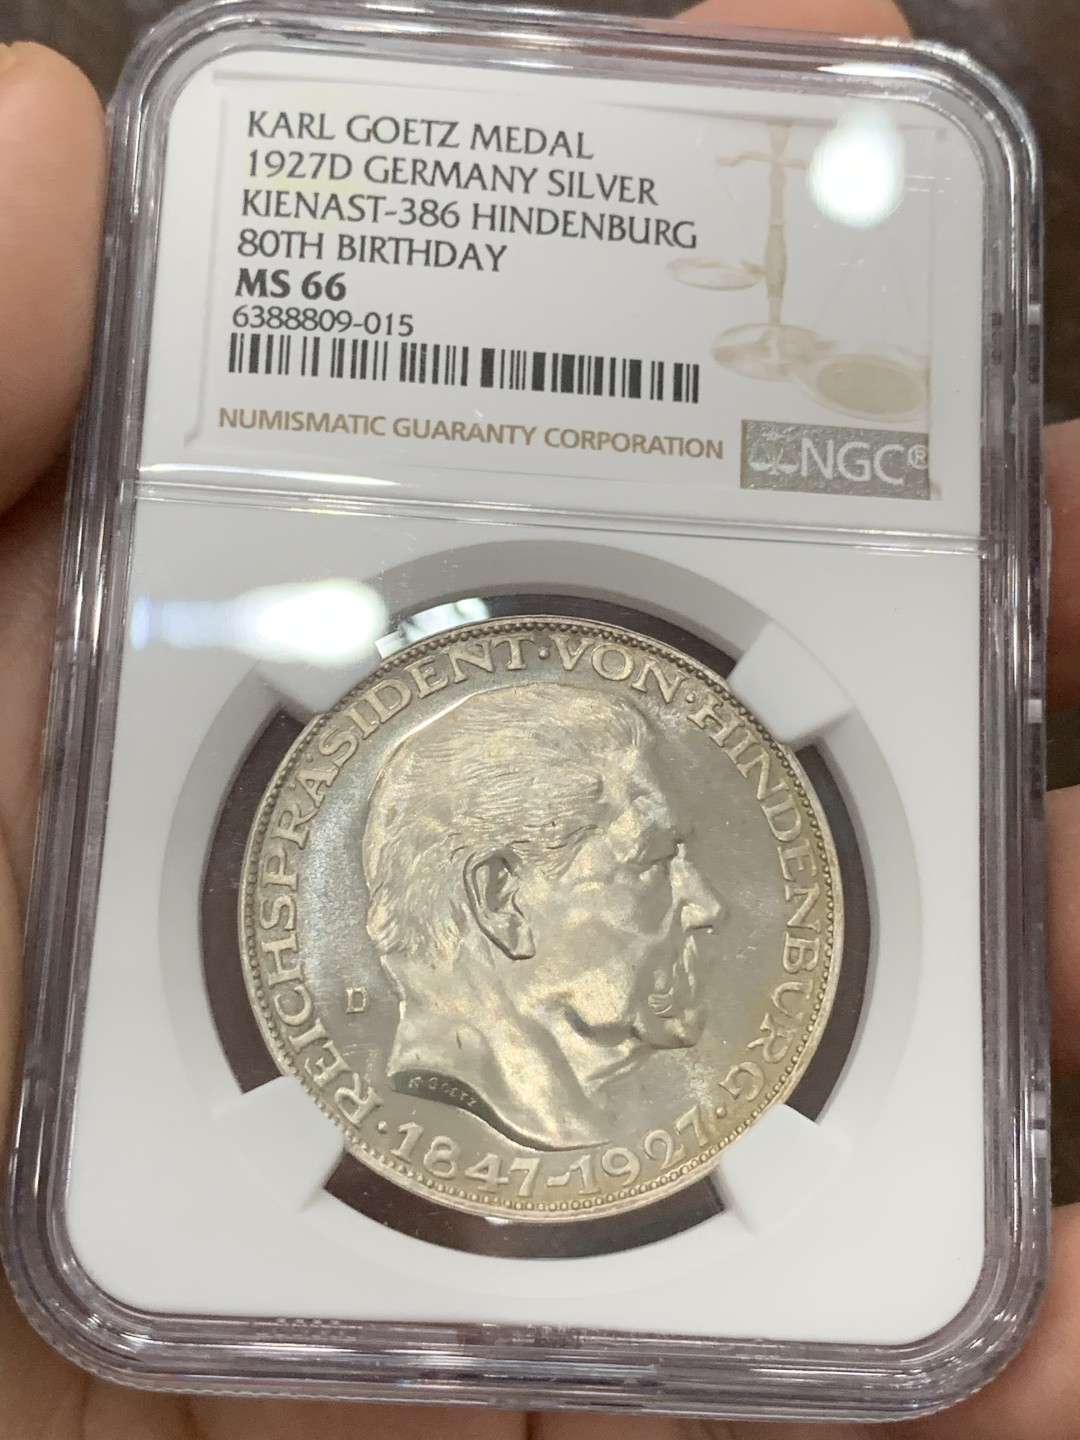 KARL GOETZ MEDAL
1927D GERMANY SILVER
KIENAST-386 HINDENBURG
80TH BIRTHDAY
MS 66
6388809-015
NUMISMATIC GUARANTY CORPORATION
NGC®
REICHSPRÄSIDENT·VON·HINDENBURG
·1847-1927·
D
K·GOETZ